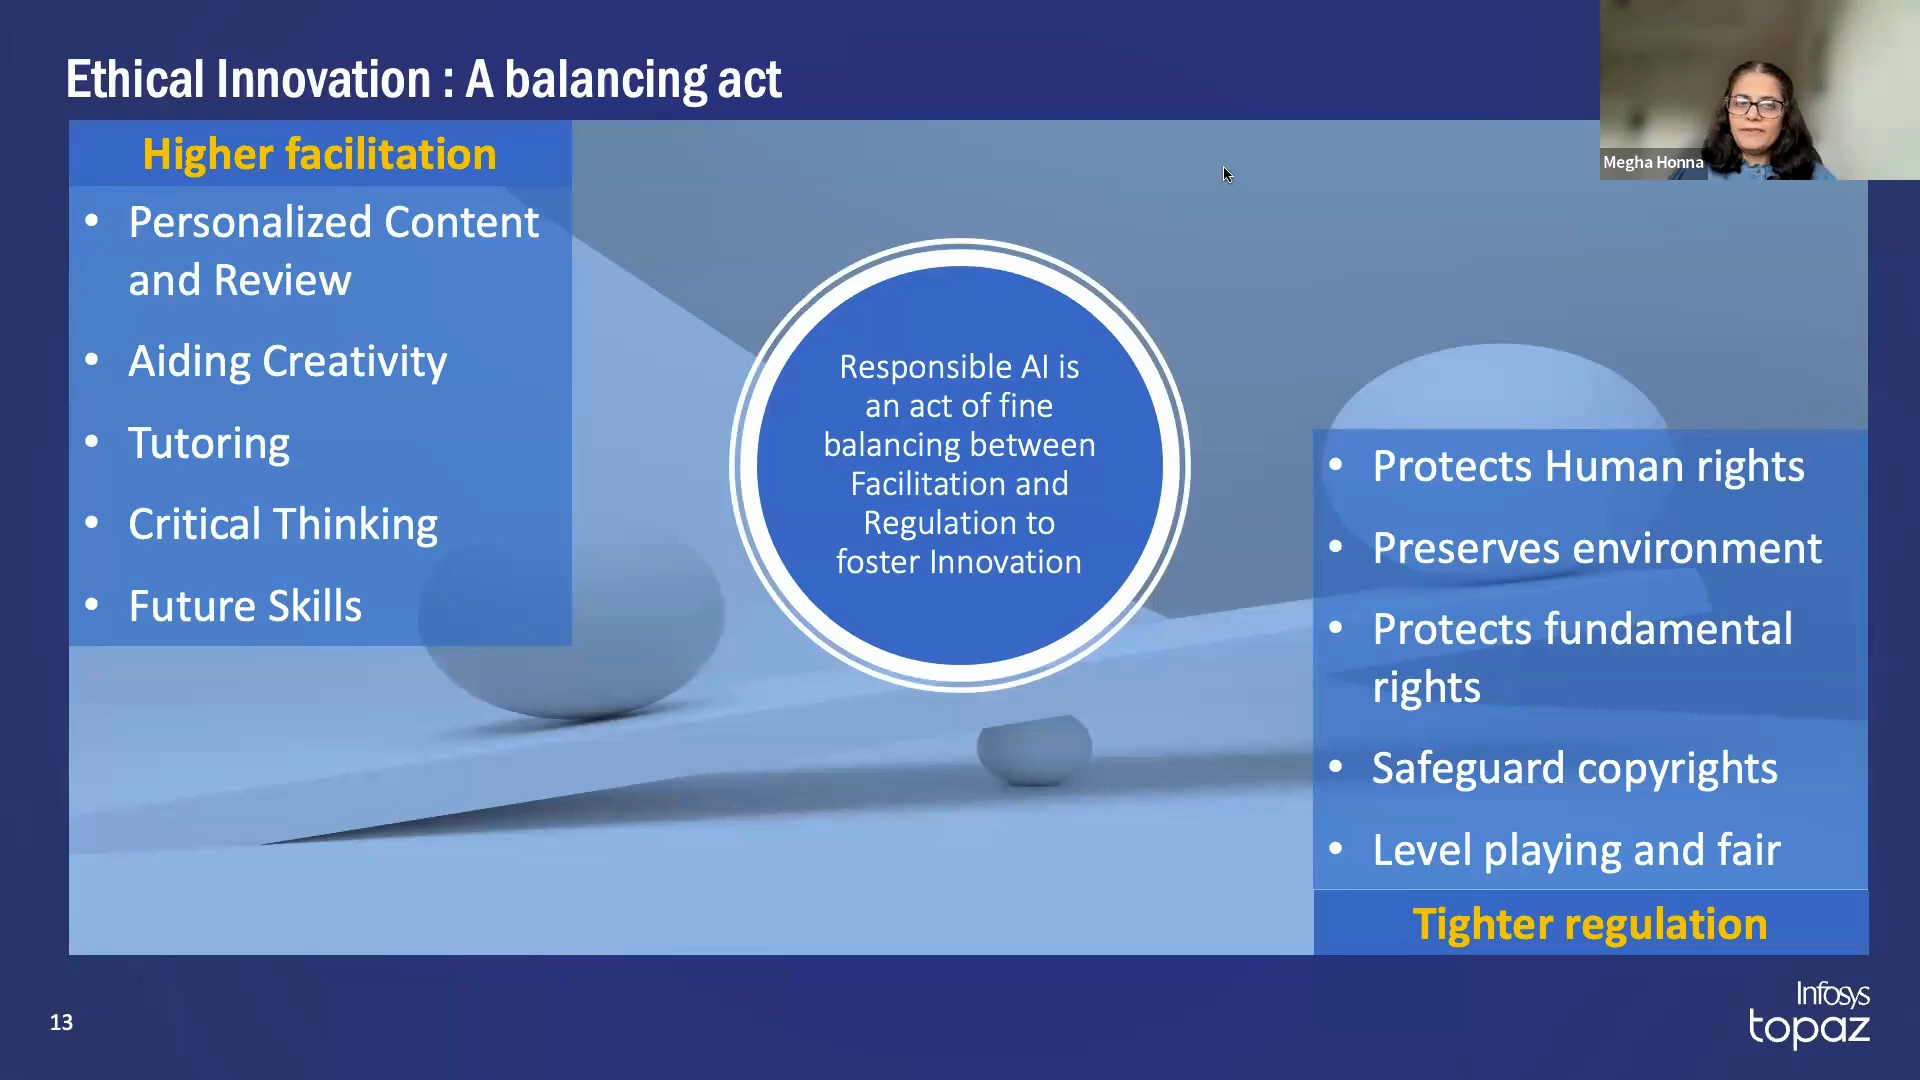 Ethical Innovation : A balancing act
Megha Honna
Higher facilitation
• Personalized Content
and Review
• Aiding Creativity
• Tutoring
• Critical Thinking
• Future Skills
Responsible AI is
an act of fine
balancing between
Facilitation and
Regulation to
foster Innovation
• Protects Human rights
• Preserves environment
• Protects fundamental
rights
• Safeguard copyrights
• Level playing and fair
Tighter regulation
13
Infosys
topaz